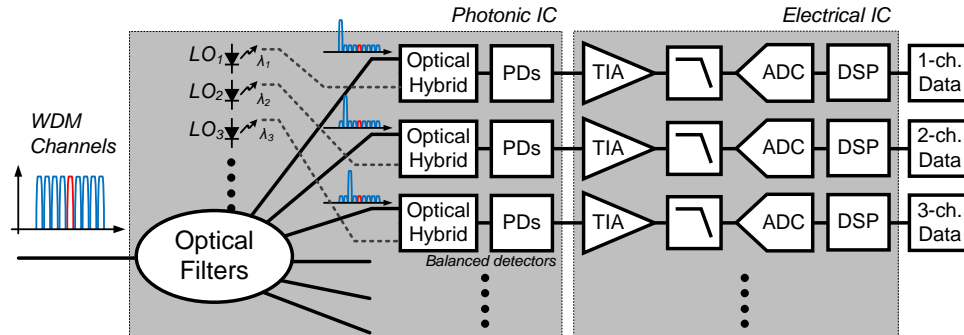 Photonic IC
Electrical IC
LO1
λ1
Optical
Hybrid
PDs
TIA
ADC
DSP
1-ch.
Data
LO2
λ2
Optical
Hybrid
PDs
TIA
ADC
DSP
2-ch.
Data
LO3
λ3
Optical
Hybrid
PDs
TIA
ADC
DSP
3-ch.
Data
WDM
Channels
Optical
Filters
Balanced detectors